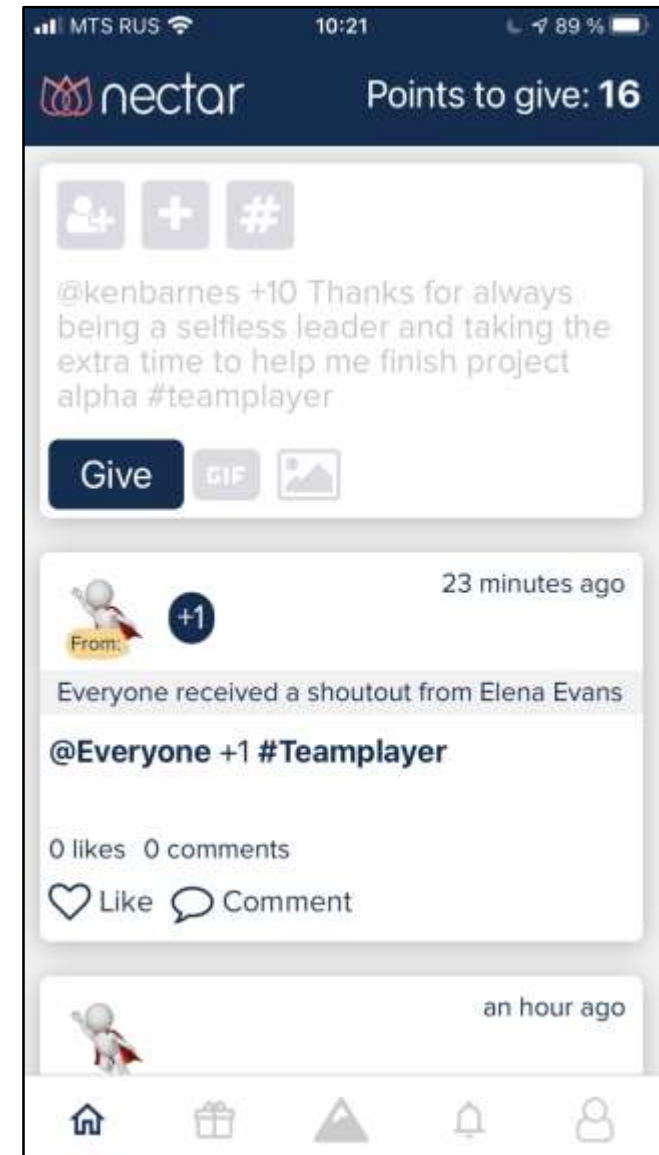 MTS RUS 10:21 89 %
nectar Points to give: 16
#
@kenbarnes +10 Thanks for always
being a selfless leader and taking the
extra time to help me finish project
alpha #teamplayer
Give GIF
From: +1 23 minutes ago
Everyone received a shoutout from Elena Evans
@Everyone +1 #Teamplayer
0 likes 0 comments
Like Comment
an hour ago